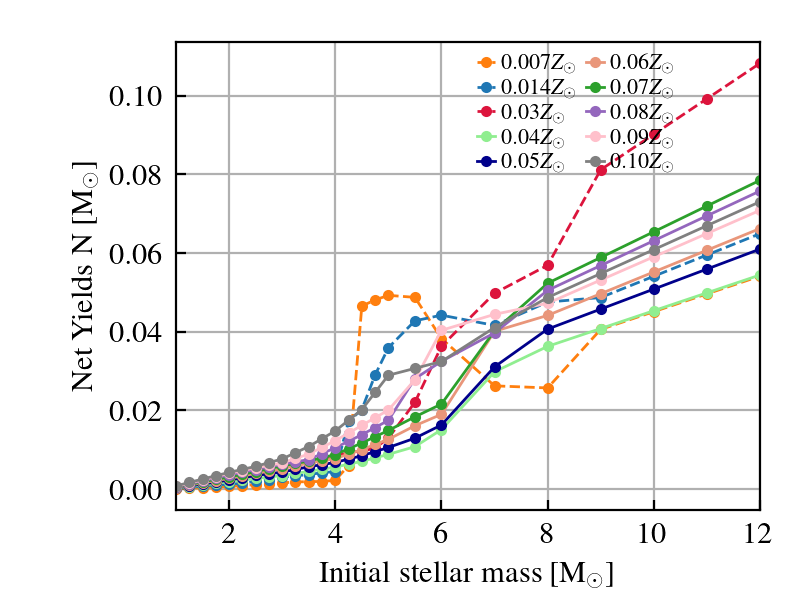 0.007Z☉ 0.06Z☉
0.014Z☉ 0.07Z☉
0.03Z☉ 0.08Z☉
0.04Z☉ 0.09Z☉
0.05Z☉ 0.10Z☉
Net Yields N [M☉]
0.10
0.08
0.06
0.04
0.02
0.00
2 4 6 8 10 12
Initial stellar mass [M☉]